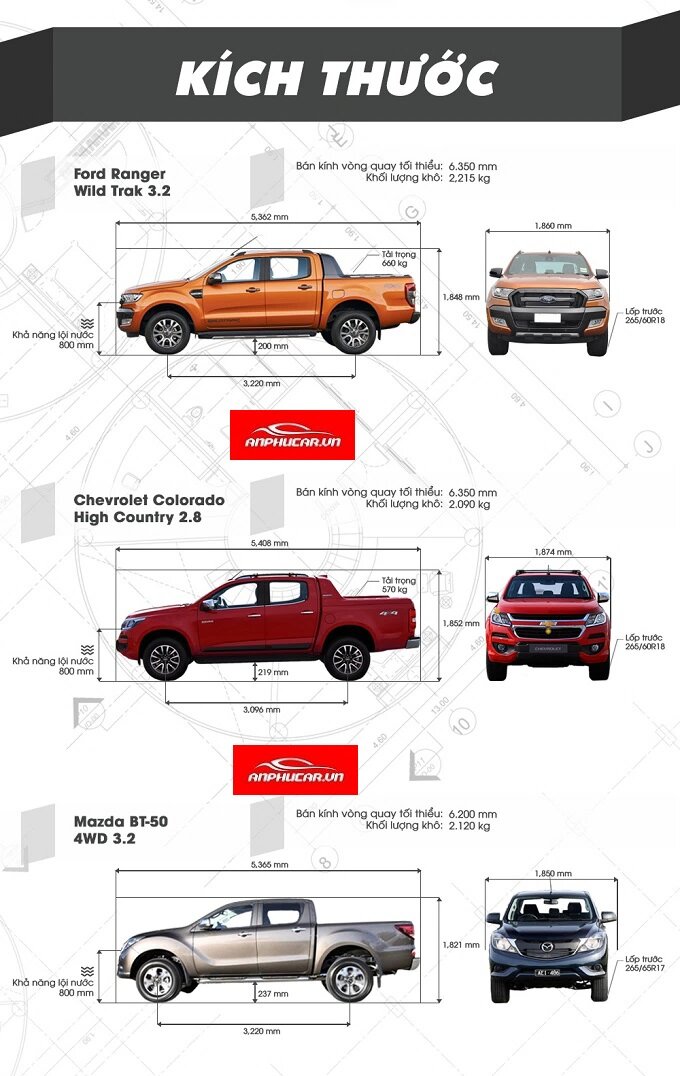 KÍCH THƯỚC
Ford Ranger
Wild Trak 3.2
Bán kính vòng quay tối thiểu: 6.350 mm
Khối lượng khô: 2,215 kg
5,362 mm
1,860 mm
Tải trọng
660 kg
1,848 mm
Lốp trước
265/60R18
Khả năng lội nước
800 mm
200 mm
3,220 mm
ANPHUCAR.VN
Chevrolet Colorado
High Country 2.8
Bán kính vòng quay tối thiểu: 6.350 mm
Khối lượng khô: 2.090 kg
5,408 mm
1,874 mm
Tải trọng
570 kg
1,852 mm
Lốp trước
265/60R18
Khả năng lội nước
800 mm
219 mm
3.096 mm
ANPHUCAR.VN
Mazda BT-50
4WD 3.2
Bán kính vòng quay tối thiểu: 6.200 mm
Khối lượng khô: 2.120 kg
5,365 mm
1,850 mm
1,821 mm
Lốp trước
265/65R17
Khả năng lội nước
800 mm
237 mm
3,220 mm